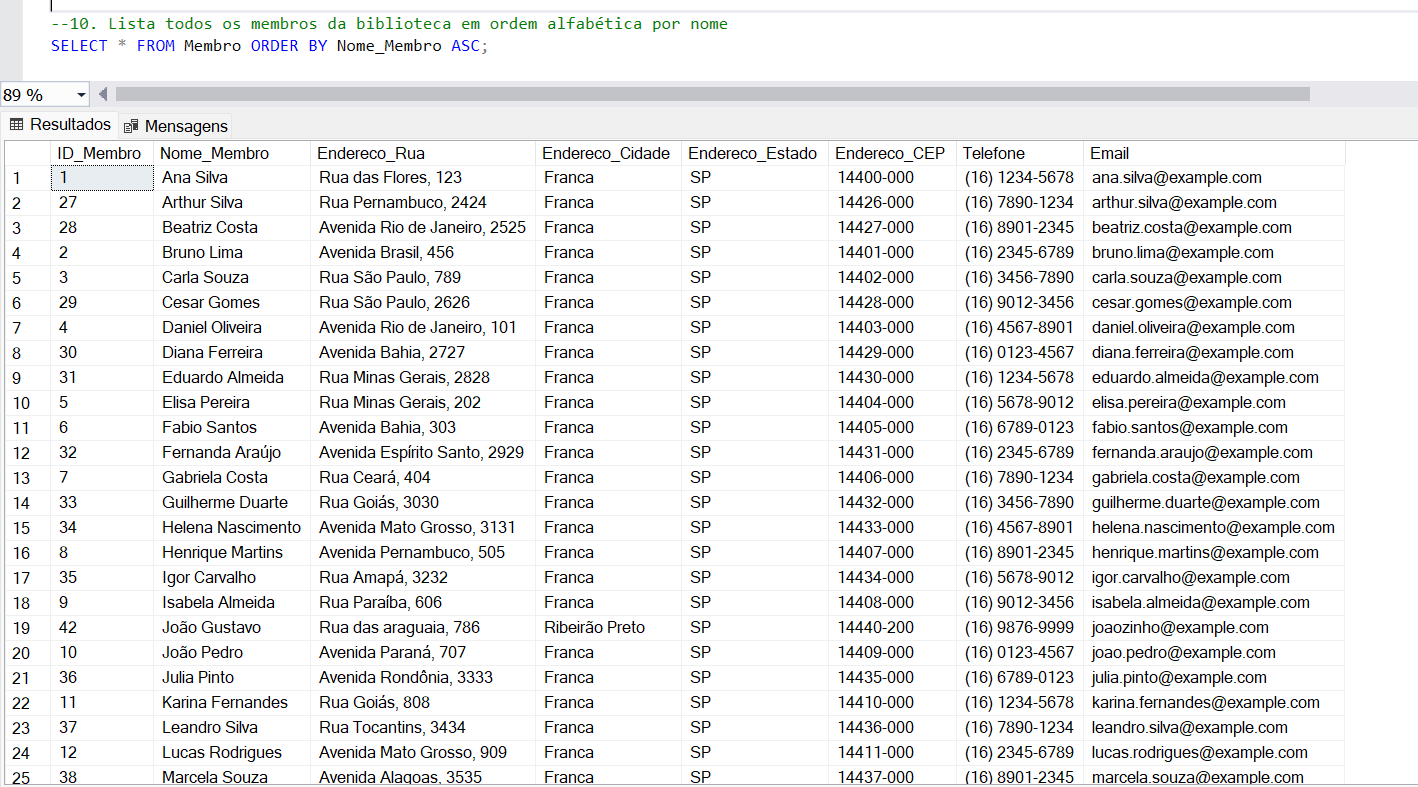 --10. Lista todos os membros da biblioteca em ordem alfabética por nome
SELECT * FROM Membro ORDER BY Nome_Membro ASC;
89 %
Resultados Mensagens
ID_Membro Nome_Membro Endereco_Rua Endereco_Cidade Endereco_Estado Endereco_CEP Telefone Email
1 1 Ana Silva Rua das Flores, 123 Franca SP 14400-000 (16) 1234-5678 ana.silva@example.com
2 27 Arthur Silva Rua Pernambuco, 2424 Franca SP 14426-000 (16) 7890-1234 arthur.silva@example.com
3 28 Beatriz Costa Avenida Rio de Janeiro, 2525 Franca SP 14427-000 (16) 8901-2345 beatriz.costa@example.com
4 2 Bruno Lima Avenida Brasil, 456 Franca SP 14401-000 (16) 2345-6789 bruno.lima@example.com
5 3 Carla Souza Rua São Paulo, 789 Franca SP 14402-000 (16) 3456-7890 carla.souza@example.com
6 29 Cesar Gomes Rua São Paulo, 2626 Franca SP 14428-000 (16) 9012-3456 cesar.gomes@example.com
7 4 Daniel Oliveira Avenida Rio de Janeiro, 101 Franca SP 14403-000 (16) 4567-8901 daniel.oliveira@example.com
8 30 Diana Ferreira Avenida Bahia, 2727 Franca SP 14429-000 (16) 0123-4567 diana.ferreira@example.com
9 31 Eduardo Almeida Rua Minas Gerais, 2828 Franca SP 14430-000 (16) 1234-5678 eduardo.almeida@example.com
10 5 Elisa Pereira Rua Minas Gerais, 202 Franca SP 14404-000 (16) 5678-9012 elisa.pereira@example.com
11 6 Fabio Santos Avenida Bahia, 303 Franca SP 14405-000 (16) 6789-0123 fabio.santos@example.com
12 32 Fernanda Araújo Avenida Espírito Santo, 2929 Franca SP 14431-000 (16) 2345-6789 fernanda.araujo@example.com
13 7 Gabriela Costa Rua Ceará, 404 Franca SP 14406-000 (16) 7890-1234 gabriela.costa@example.com
14 33 Guilherme Duarte Rua Goiás, 3030 Franca SP 14432-000 (16) 3456-7890 guilherme.duarte@example.com
15 34 Helena Nascimento Avenida Mato Grosso, 3131 Franca SP 14433-000 (16) 4567-8901 helena.nascimento@example.com
16 8 Henrique Martins Avenida Pernambuco, 505 Franca SP 14407-000 (16) 8901-2345 henrique.martins@example.com
17 35 Igor Carvalho Rua Amapá, 3232 Franca SP 14434-000 (16) 5678-9012 igor.carvalho@example.com
18 9 Isabela Almeida Rua Paraíba, 606 Franca SP 14408-000 (16) 9012-3456 isabela.almeida@example.com
19 42 João Gustavo Rua das araguaia, 786 Ribeirão Preto SP 14440-200 (16) 9876-9999 joaozinho@example.com
20 10 João Pedro Avenida Paraná, 707 Franca SP 14409-000 (16) 0123-4567 joao.pedro@example.com
21 36 Julia Pinto Avenida Rondônia, 3333 Franca SP 14435-000 (16) 6789-0123 julia.pinto@example.com
22 11 Karina Fernandes Rua Goiás, 808 Franca SP 14410-000 (16) 1234-5678 karina.fernandes@example.com
23 37 Leandro Silva Rua Tocantins, 3434 Franca SP 14436-000 (16) 7890-1234 leandro.silva@example.com
24 12 Lucas Rodrigues Avenida Mato Grosso, 909 Franca SP 14411-000 (16) 2345-6789 lucas.rodrigues@example.com
25 38 Marcela Souza Avenida Alagoas, 3535 Franca SP 14437-000 (16) 8901-2345 marcela.souza@example.com